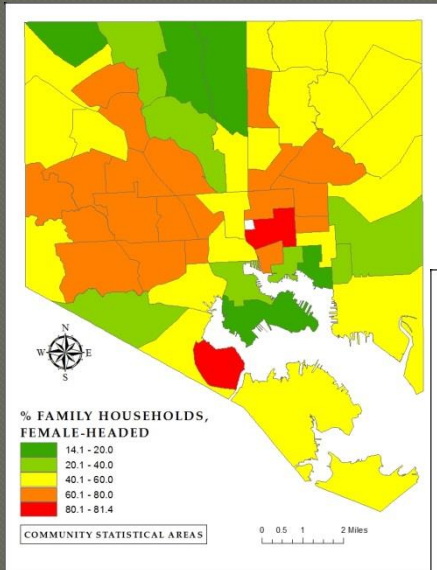 N
W E
S
% FAMILY HOUSEHOLDS,
FEMALE-HEADED
14.1 - 20.0
20.1 - 40.0
40.1 - 60.0
60.1 - 80.0
80.1 - 81.4
COMMUNITY STATISTICAL AREAS
0 0.5 1 2 Miles